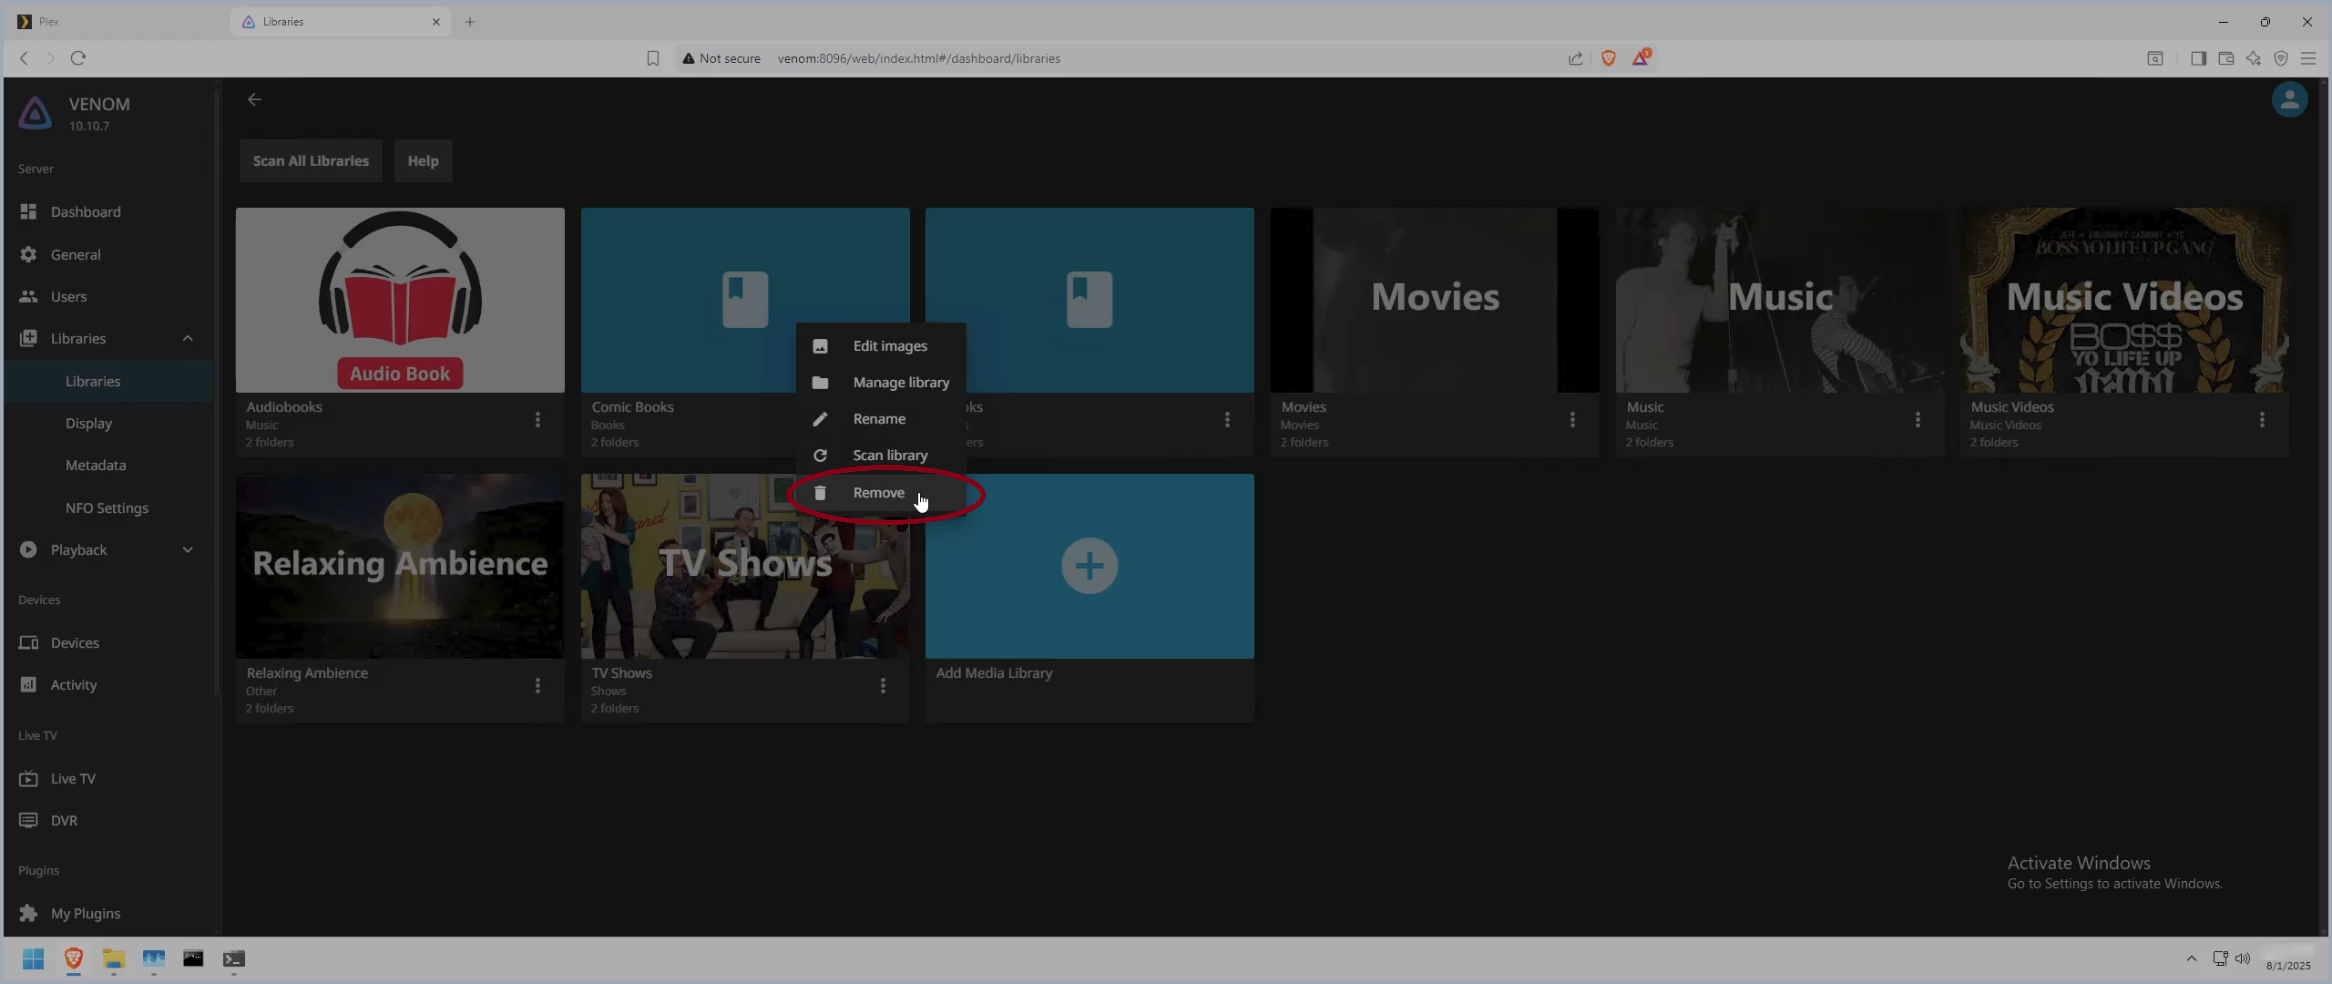 Plex
Libraries
Not secure
venom:8096/web/index.html#/dashboard/libraries
1
VENOM
10.10.7
Scan All Libraries
Help
Server
Dashboard
General
Users
Libraries
Libraries
Display
Metadata
NFO Settings
Playback
Devices
Devices
Activity
Live TV
Live TV
DVR
Plugins
My Plugins
Audio Book
Audiobooks
Music
2 folders
Comic Books
Books
2 folders
Edit images
Manage library
Rename
Scan library
Remove
Movies
Movies
Movies
2 folders
Music
Music
Music
2 folders
BOSS YO LIFE UP GANG
Music Videos
BO$$
YO LIFE UP
GANG
Music Videos
Music Videos
2 folders
Relaxing Ambience
Relaxing Ambience
Other
2 folders
TV Shows
TV Shows
Shows
2 folders
Add Media Library
Activate Windows
Go to Settings to activate Windows.
8/1/2025